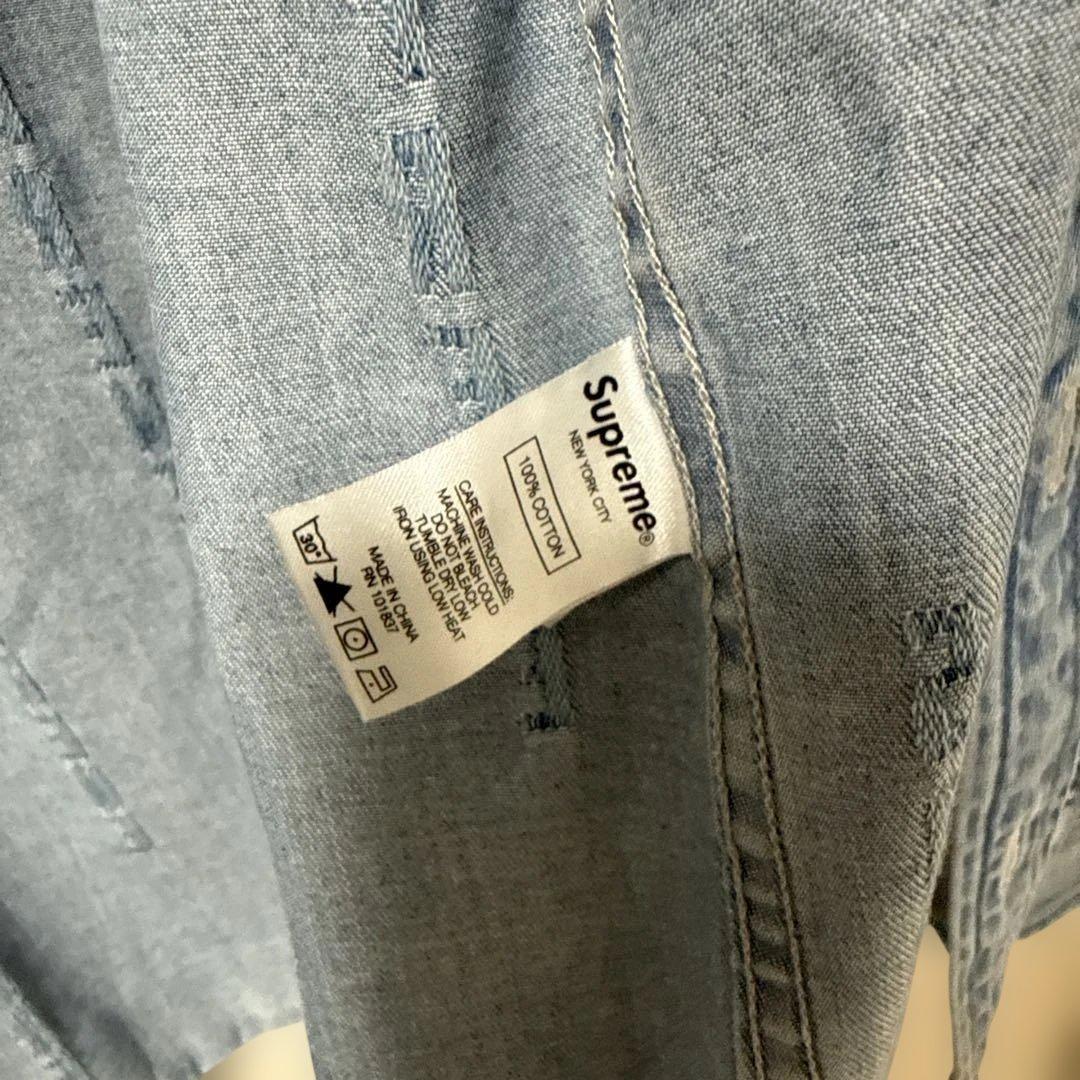 Supreme®
NEW YORK CITY
100% COTTON
CARE INSTRUCTIONS:
MACHINE WASH COLD
DO NOT BLEACH
TUMBLE DRY LOW
IRON USING LOW HEAT
MADE IN CHINA
RN 101837
30°